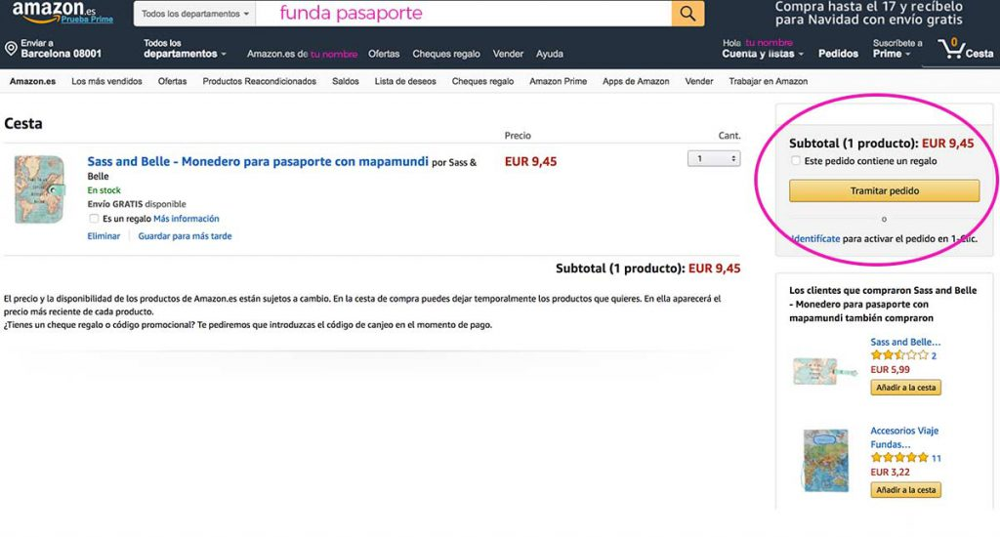 amazon.es
Prueba Prime
Todos los departamentos
funda pasaporte
Compra hasta el 17 y recíbelo
para Navidad con envío gratis
Enviar a
Barcelona 08001
Todos los
departamentos
Amazon.es de tu nombre
Ofertas
Cheques regalo
Vender
Ayuda
Hola tu nombre
Cuenta y listas
Pedidos
Suscríbete a
Prime
0
Cesta
Amazon.es Los más vendidos Ofertas Productos Reacondicionados Saldos Lista de deseos Cheques regalo Amazon Prime Apps de Amazon Vender Trabajar en Amazon
Cesta
Precio Cant.
Sass and Belle - Monedero para pasaporte con mapamundi por Sass &
Belle
EUR 9,45
1
En stock
Envío GRATIS disponible
Es un regalo Más información
Eliminar Guardar para más tarde
Subtotal (1 producto): EUR 9,45
El precio y la disponibilidad de los productos de Amazon.es están sujetos a cambio. En la cesta de compra puedes dejar temporalmente los productos que quieres. En ella aparecerá el
precio más reciente de cada producto.
¿Tienes un cheque regalo o código promocional? Te pediremos que introduzcas el código de canjeo en el momento de pago.
Subtotal (1 producto): EUR 9,45
Este pedido contiene un regalo
Tramitar pedido
o
Identifícate para activar el pedido en 1-Clic.
Los clientes que compraron Sass and Belle
- Monedero para pasaporte con
mapamundi también compraron
Sass and Belle...
2
EUR 5,99
Añadir a la cesta
Accesorios Viaje
Fundas...
11
EUR 3,22
Añadir a la cesta